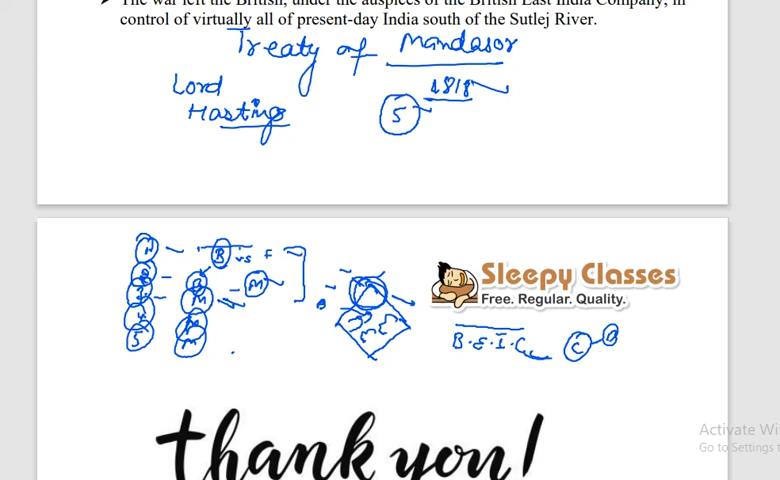 The war left the British, under the auspices of the British East India Company, in
control of virtually all of present-day India south of the Sutlej River.
Treaty of Mandasor
Lord
Hastings
1818
5
B vs F
M
M
M
M
5
Sleepy Classes
Free. Regular. Quality.
B.E.I.C
C
thank you!
Activate Wi
Go to Settings t